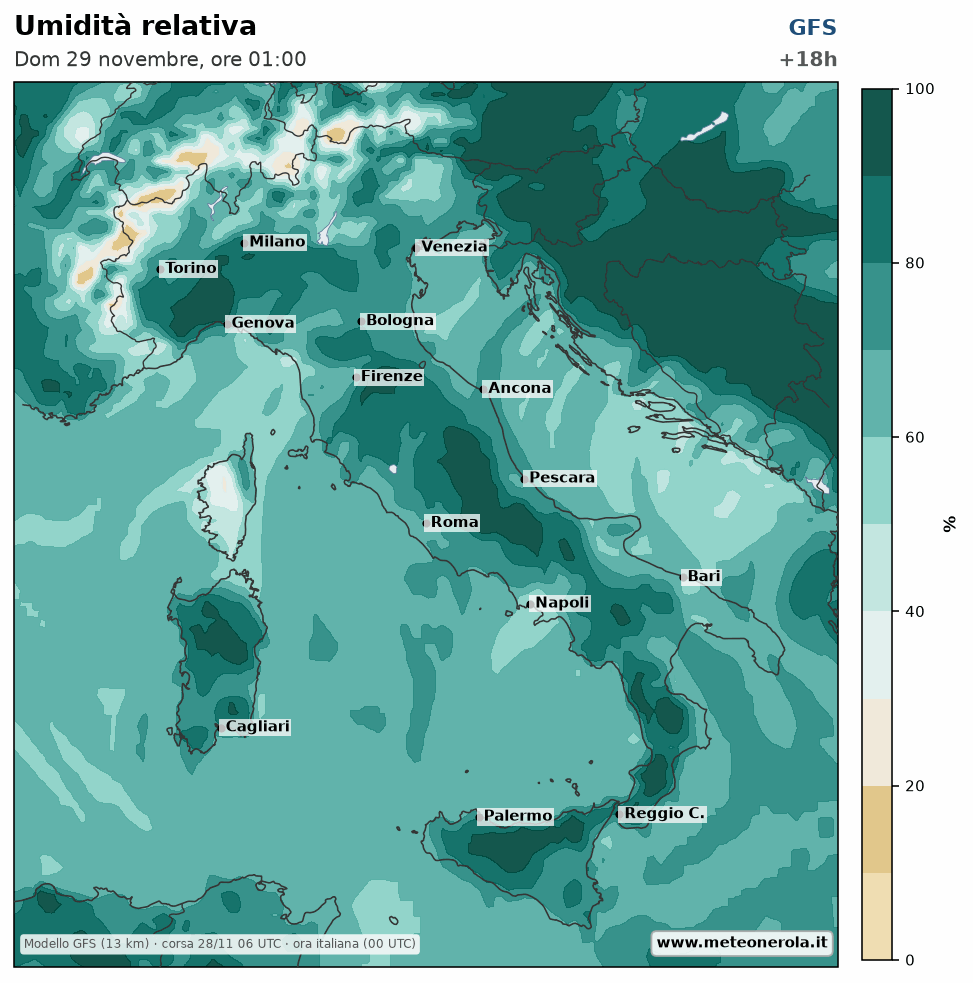 Umidità relativa
GFS
Dom 29 novembre, ore 01:00
+18h
Milano
Venezia
Torino
Genova
Bologna
Firenze
Ancona
Pescara
Roma
Bari
Napoli
Cagliari
Palermo
Reggio C.
100
80
60
40
20
0
%
Modello GFS (13 km) · corsa 28/11 06 UTC · ora italiana (00 UTC)
www.meteonerola.it